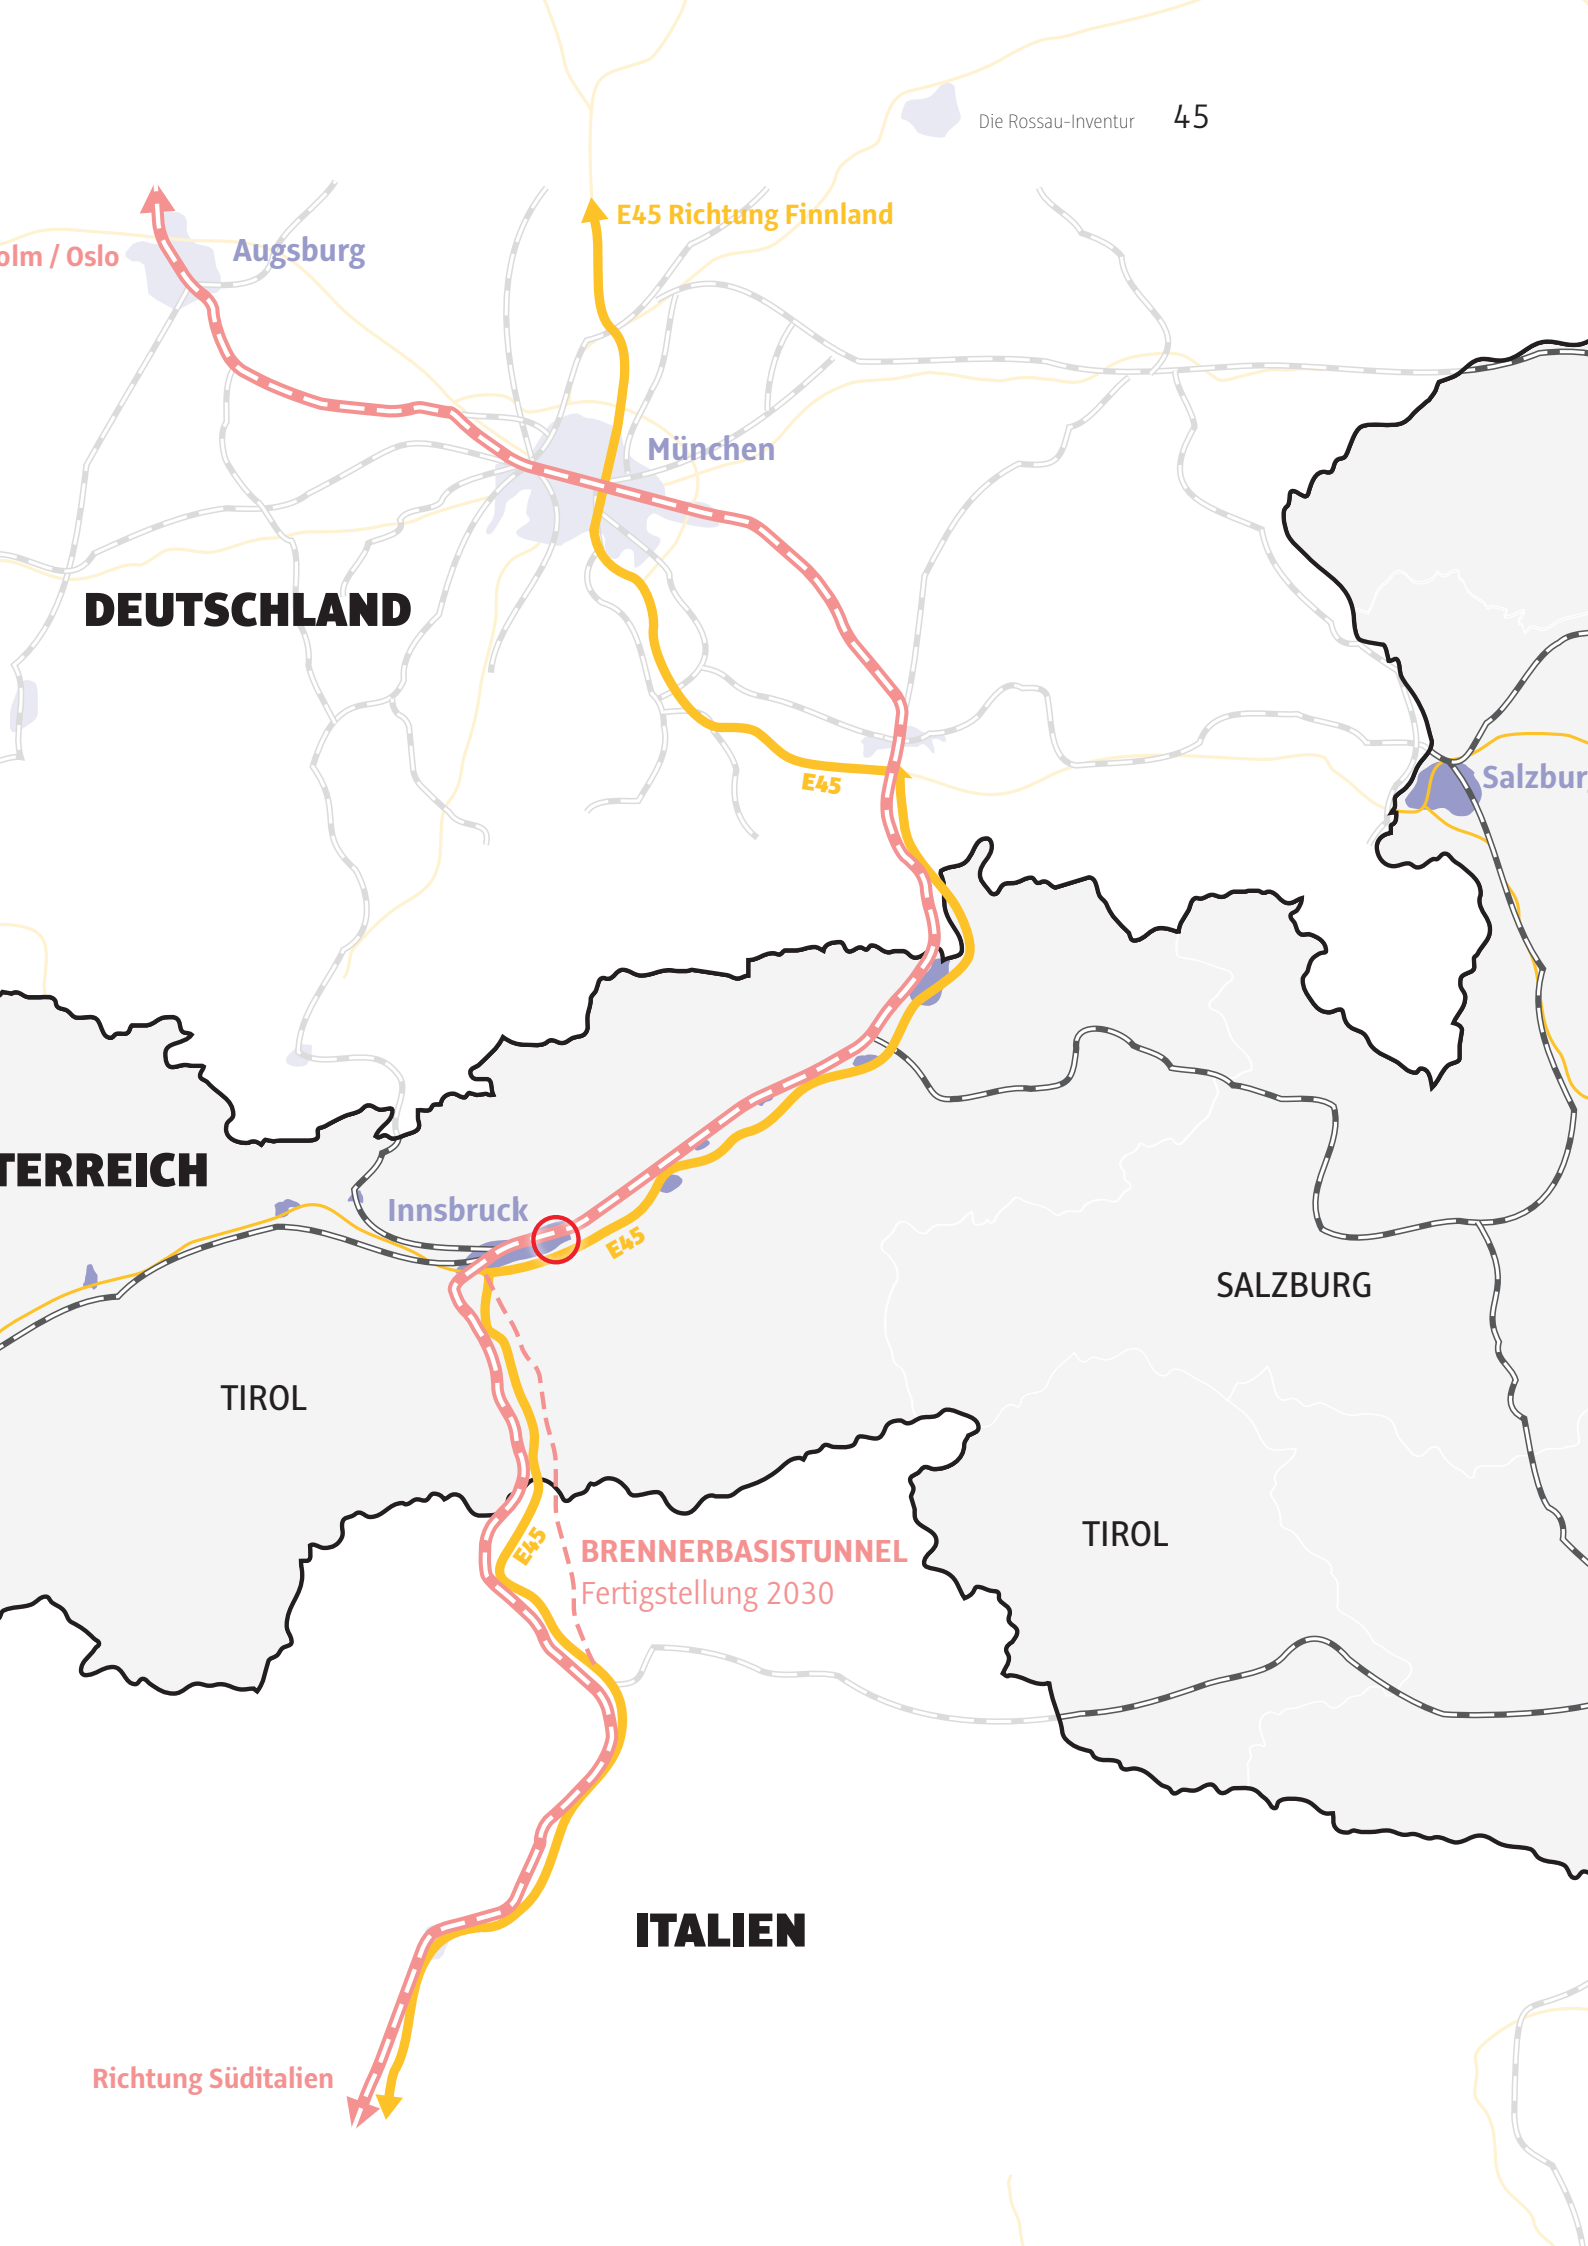 Die Rossau-Inventur 45
E45 Richtung Finnland
olm / Oslo
Augsburg
München
DEUTSCHLAND
E45
Salzbur
TERREICH
Innsbruck
E45
SALZBURG
TIROL
TIROL
E45
BRENNERBASISTUNNEL
Fertigstellung 2030
ITALIEN
Richtung Süditalien